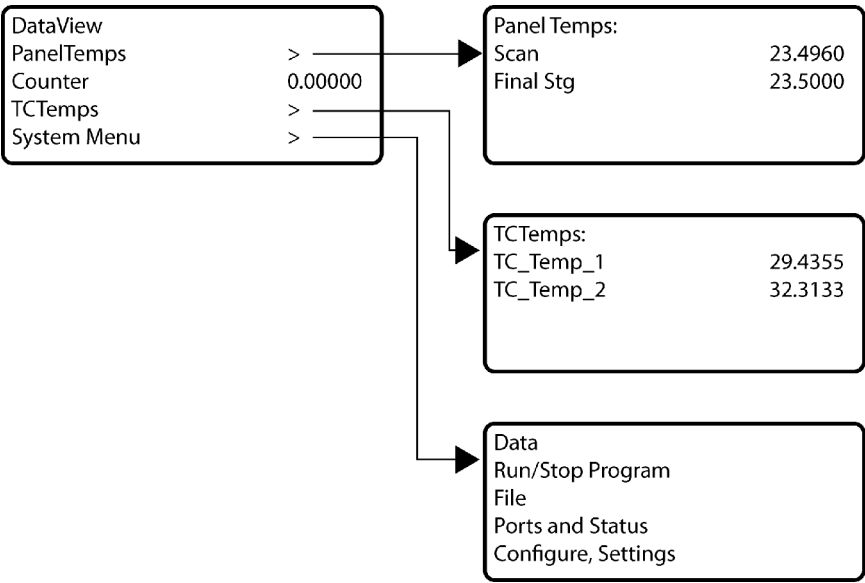 DataView
PanelTemps >
Counter 0.00000
TCTemps >
System Menu >
Panel Temps:
Scan 23.4960
Final Stg 23.5000
TCTemps:
TC_Temp_1 29.4355
TC_Temp_2 32.3133
Data
Run/Stop Program
File
Ports and Status
Configure, Settings